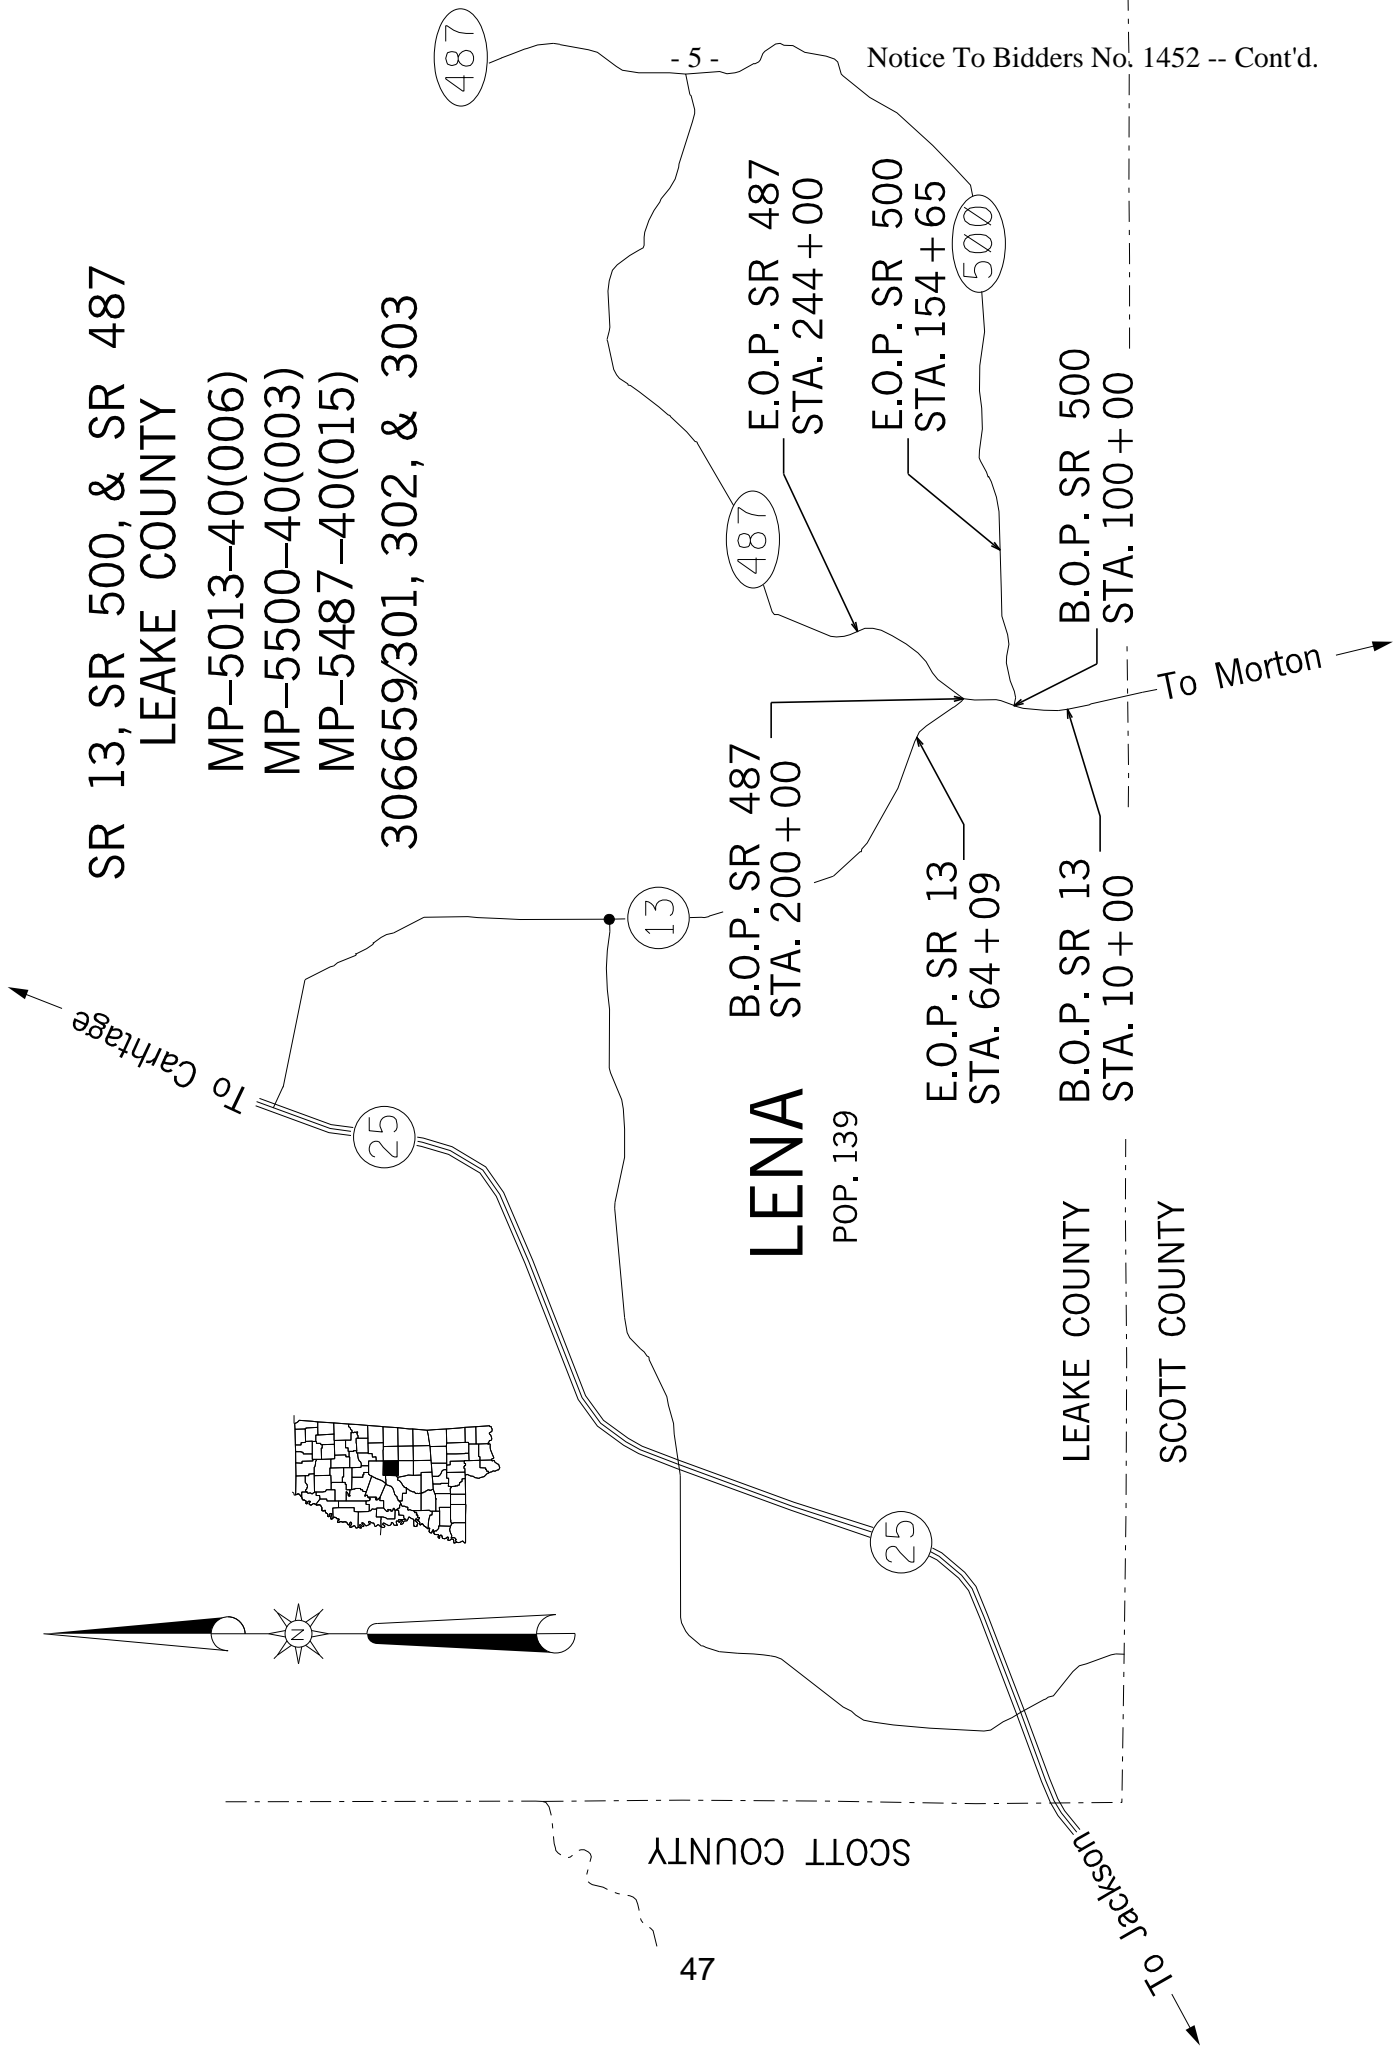 - 5 -
Notice To Bidders No. 1452 -- Cont'd.
SR 13, SR 500, & SR 487
LEAKE COUNTY
MP-5013-40(006)
MP-5500-40(003)
MP-5487-40(015)
306659/301, 302, & 303
487
E.O.P. SR 487
STA. 244+00
E.O.P. SR 500
STA. 154+65
500
487
B.O.P. SR 500
STA. 100+00
To Morton
B.O.P. SR 487
STA. 200+00
13
E.O.P. SR 13
STA. 64+09
B.O.P. SR 13
STA. 10+00
To Carhtage
25
LENA
POP. 139
LEAKE COUNTY
SCOTT COUNTY
N
25
SCOTT COUNTY
To Jackson
47